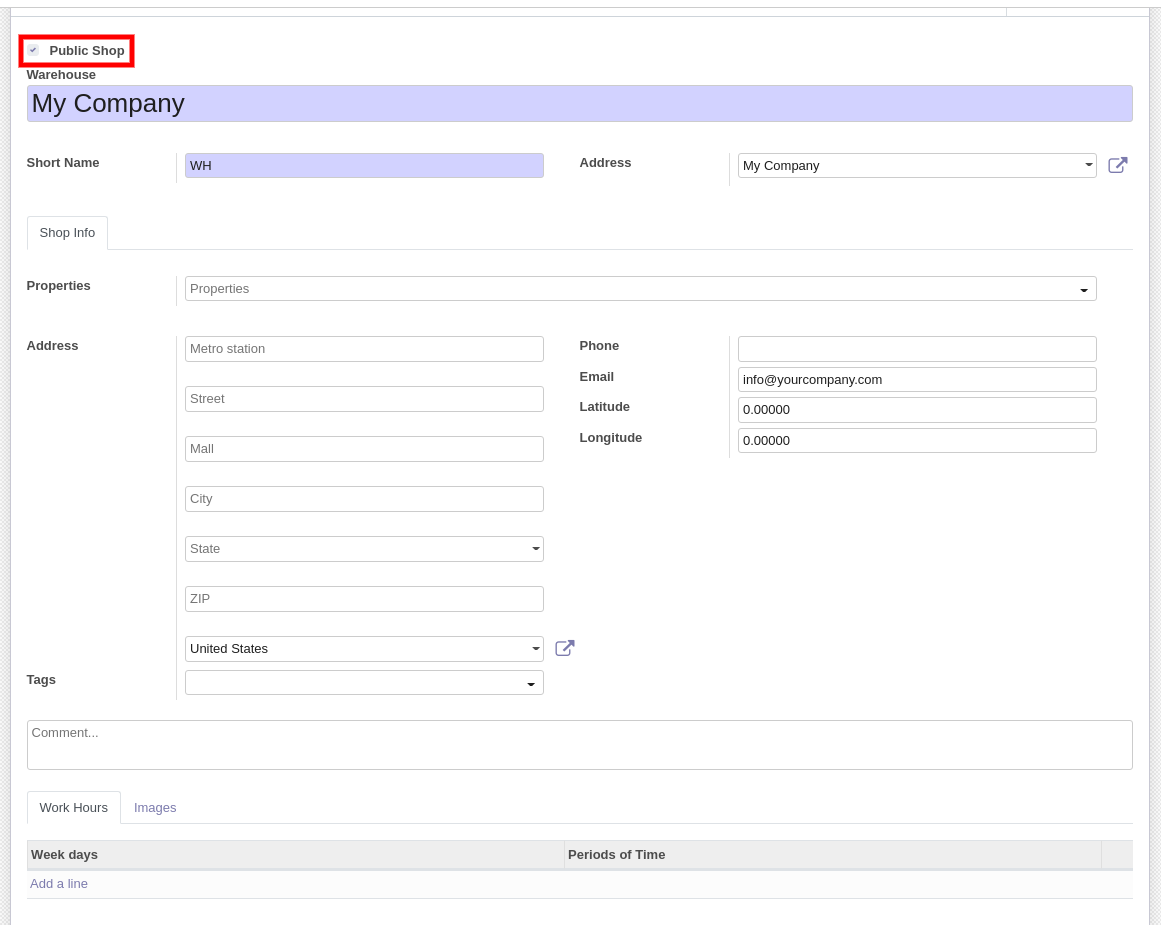 Public Shop
Warehouse
My Company
Short Name
WH
Address
My Company
Shop Info
Properties
Properties
Address
Metro station
Street
Mall
City
State
ZIP
United States
Phone
Email
info@yourcompany.com
Latitude
0.00000
Longitude
0.00000
Tags
Comment...
Work Hours Images
Week days Periods of Time
Add a line